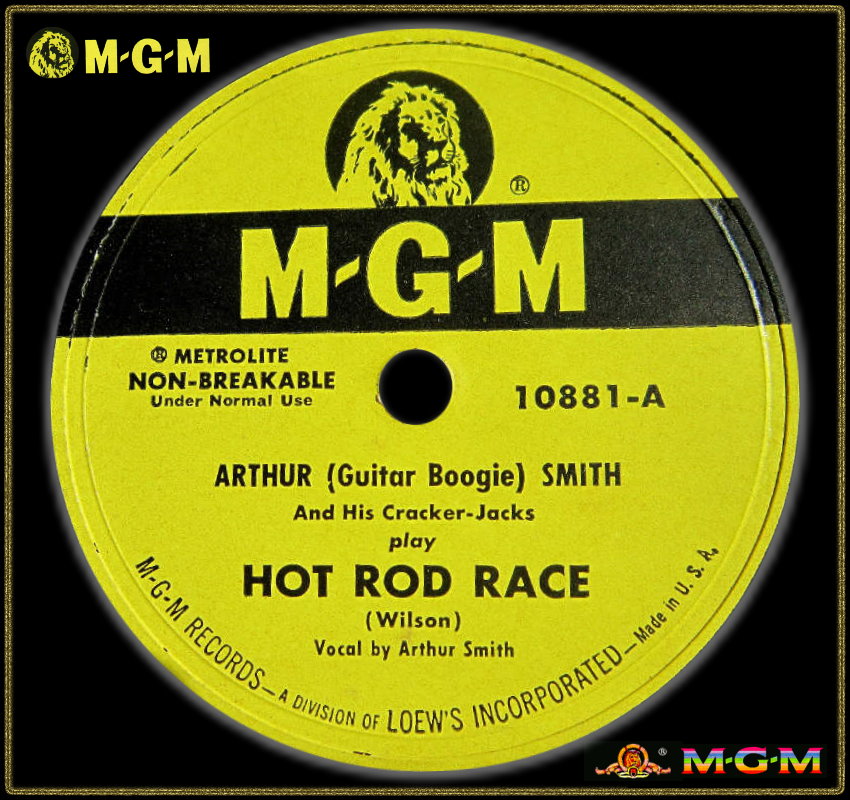 M-G-M
®
M-G-M
® METROLITE
NON-BREAKABLE
Under Normal Use
10881-A
ARTHUR (Guitar Boogie) SMITH
And His Cracker-Jacks
play
HOT ROD RACE
(Wilson)
Vocal by Arthur Smith
M-G-M RECORDS—A DIVISION OF LOEW'S INCORPORATED—Made in U. S. A.
® M-G-M